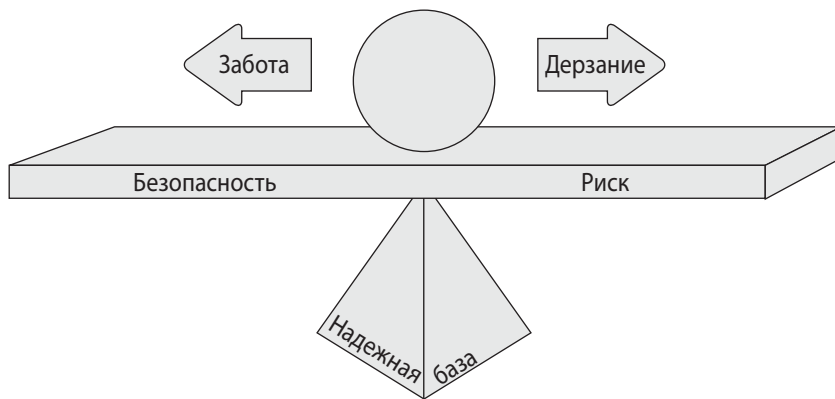 Забота
Дерзание
Безопасность
Риск
Надежная
база